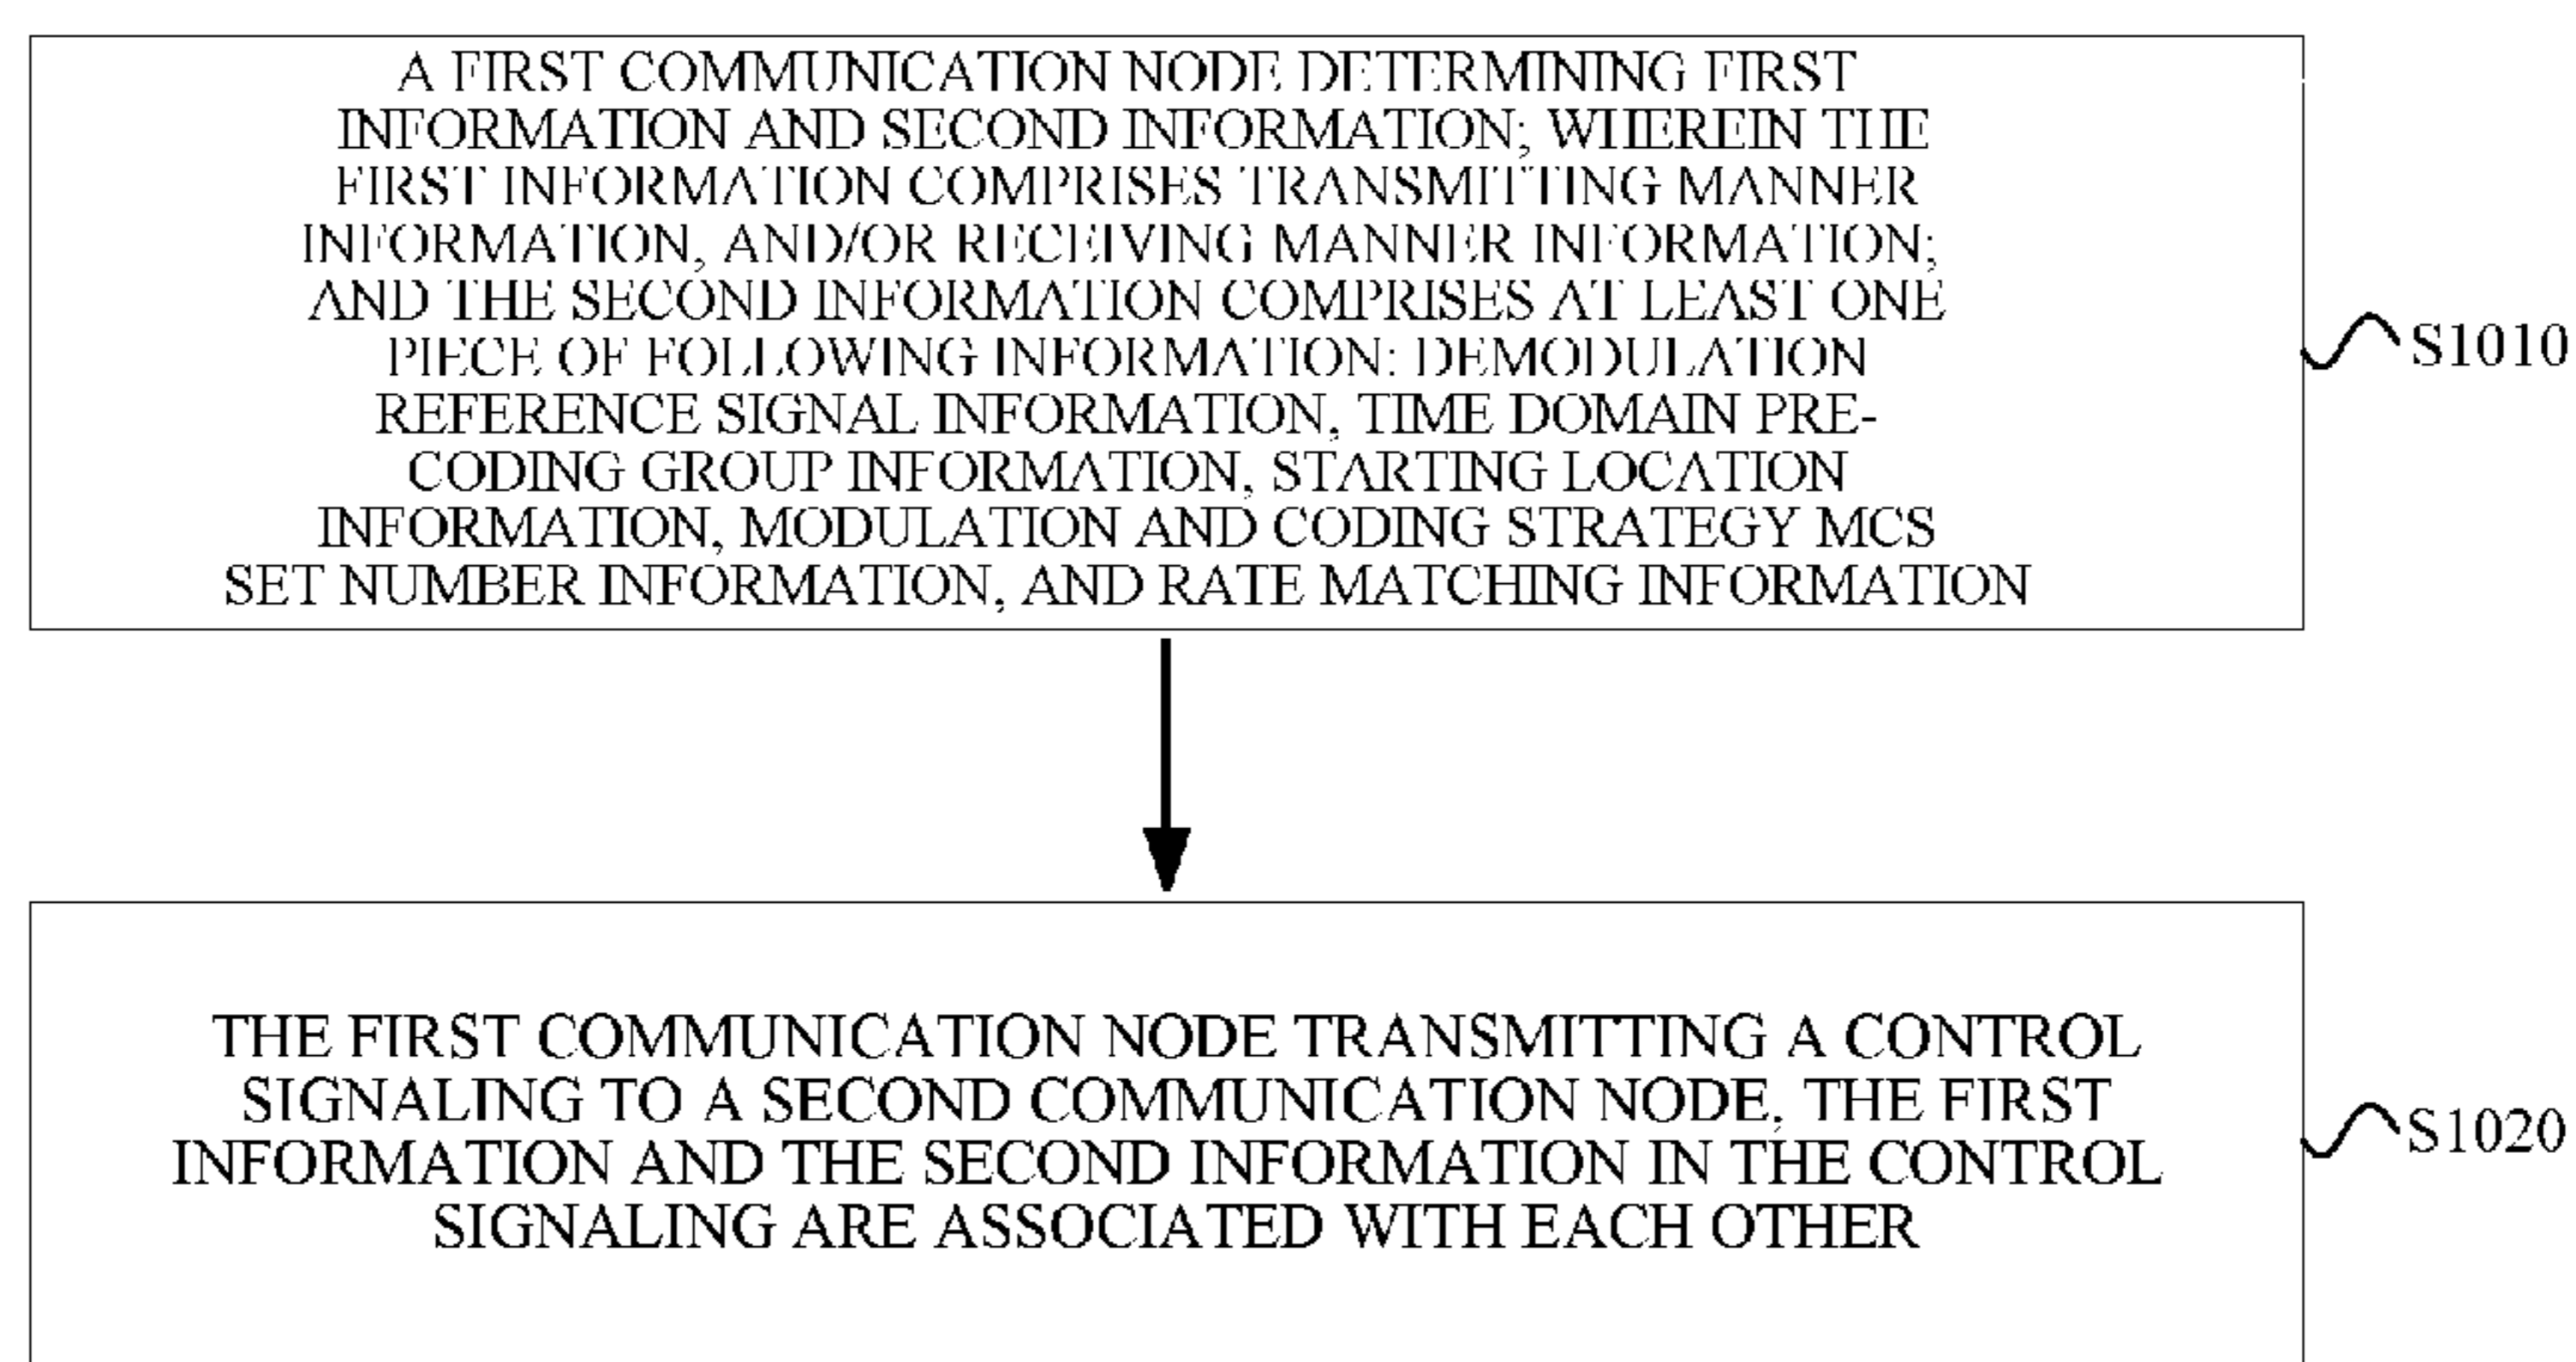 A FIRST COMMUNICATION NODE DETERMINING FIRST
INFORMATION AND SECOND INFORMATION; WHEREIN THE
FIRST INFORMATION COMPRISES TRANSMITTING MANNER
INFORMATION, AND/OR RECEIVING MANNER INFORMATION;
AND THE SECOND INFORMATION COMPRISES AT LEAST ONE
PIECE OF FOLLOWING INFORMATION: DEMODULATION
REFERENCE SIGNAL INFORMATION, TIME DOMAIN PRE-
CODING GROUP INFORMATION, STARTING LOCATION
INFORMATION, MODULATION AND CODING STRATEGY MCS
SET NUMBER INFORMATION, AND RATE MATCHING INFORMATION
S1010
THE FIRST COMMUNICATION NODE TRANSMITTING A CONTROL
SIGNALING TO A SECOND COMMUNICATION NODE, THE FIRST
INFORMATION AND THE SECOND INFORMATION IN THE CONTROL
SIGNALING ARE ASSOCIATED WITH EACH OTHER
S1020